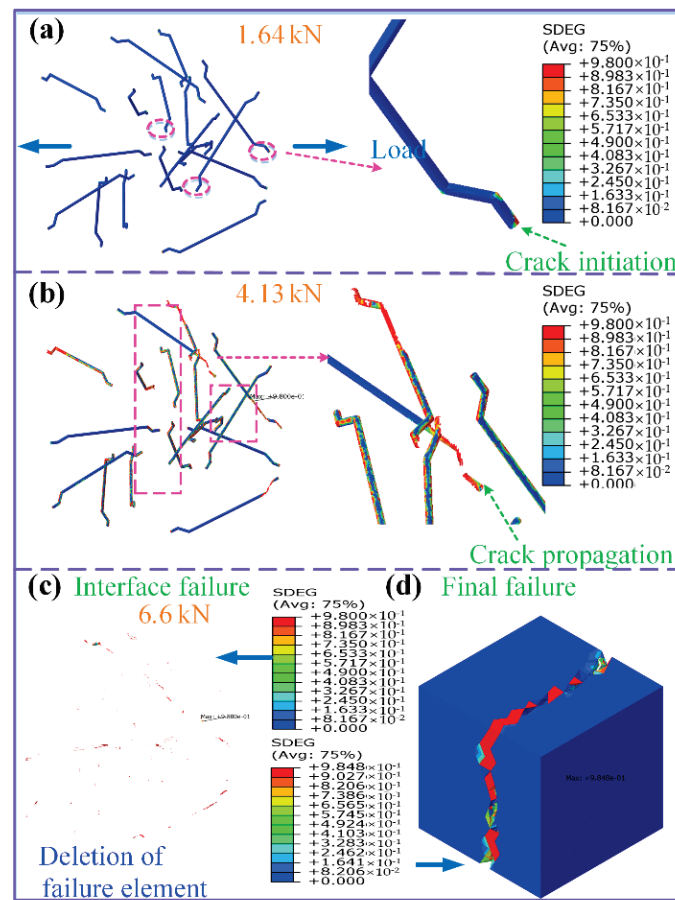 (a)
1.64 kN
Load
SDEG
(Avg: 75%)
+9.800×10⁻¹
+8.983×10⁻¹
+8.167×10⁻¹
+7.350×10⁻¹
+6.533×10⁻¹
+5.717×10⁻¹
+4.900×10⁻¹
+4.083×10⁻¹
+3.267×10⁻¹
+2.450×10⁻¹
+1.633×10⁻¹
+8.167×10⁻²
+0.000
Crack initiation
(b)
4.13 kN
Max: +9.800e-01
SDEG
(Avg: 75%)
+9.800×10⁻¹
+8.983×10⁻¹
+8.167×10⁻¹
+7.350×10⁻¹
+6.533×10⁻¹
+5.717×10⁻¹
+4.900×10⁻¹
+4.083×10⁻¹
+3.267×10⁻¹
+2.450×10⁻¹
+1.633×10⁻¹
+8.167×10⁻²
+0.000
Crack propagation
(c)
Interface failure
6.6 kN
Max: +9.800e-01
Deletion of
failure element
SDEG
(Avg: 75%)
+9.800×10⁻¹
+8.983×10⁻¹
+8.167×10⁻¹
+7.350×10⁻¹
+6.533×10⁻¹
+5.717×10⁻¹
+4.900×10⁻¹
+4.083×10⁻¹
+3.267×10⁻¹
+2.450×10⁻¹
+1.633×10⁻¹
+8.167×10⁻²
+0.000
SDEG
(Avg: 75%)
+9.848×10⁻¹
+9.027×10⁻¹
+8.206×10⁻¹
+7.386×10⁻¹
+6.565×10⁻¹
+5.745×10⁻¹
+4.924×10⁻¹
+4.103×10⁻¹
+3.283×10⁻¹
+2.462×10⁻¹
+1.641×10⁻¹
+8.206×10⁻²
+0.000
(d)
Final failure
Max: +9.848e-01